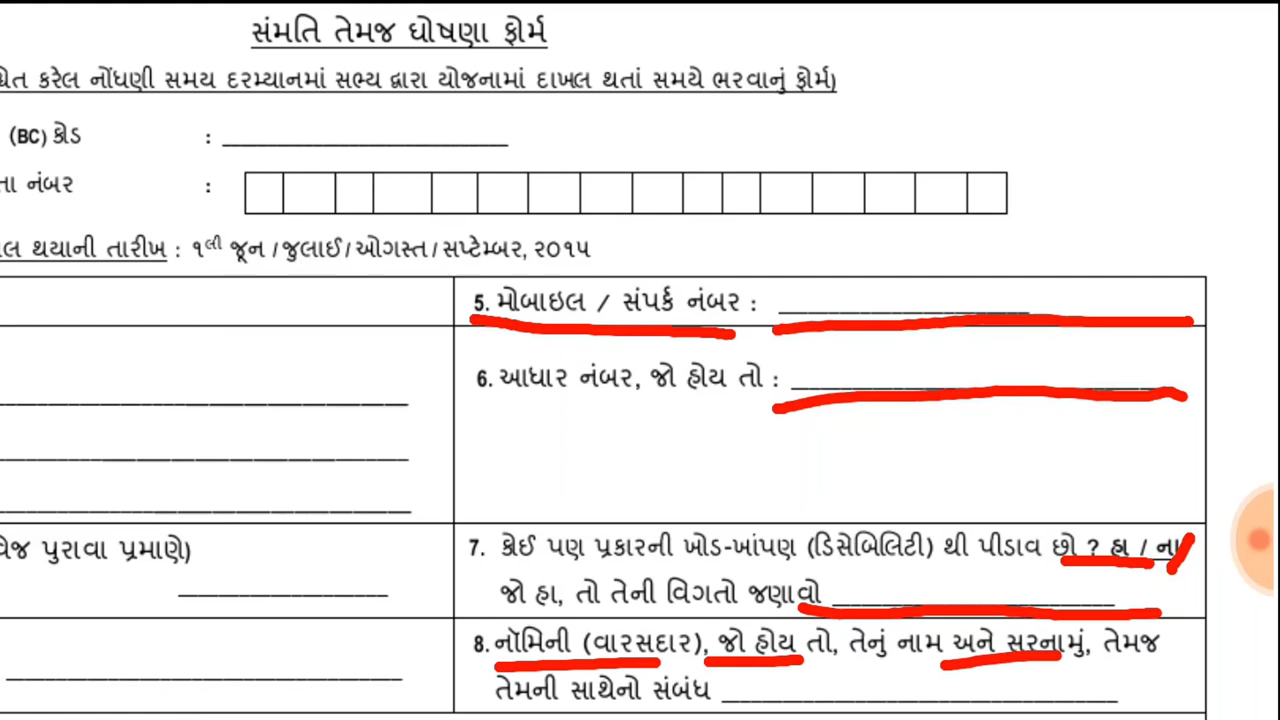 સંમતિ તેમજ ઘોષણા ફોર્મ
કરેલ નોંધણી સમય દરમ્યાનમાં સભ્ય દ્વારા યોજનામાં દાખલ થતાં સમયે ભરવાનું ફોર્મ)
(BC) કોડ :
નંબર :
થયાની તારીખ : ૧લી જૂન / જુલાઈ / ઓગસ્ત / સપ્ટેમ્બર, ૨૦૧૫
5. મોબાઇલ / સંપર્ક નંબર :
6. આધાર નંબર, જો હોય તો :
પુરાવા પ્રમાણે)
7. કોઈ પણ પ્રકારની ખોડ-ખાંપણ (ડિસેબિલિટી) થી પીડાવ છો ? હા / ના
જો હા, તો તેની વિગતો જણાવો
8. નૉમિની (વારસદાર), જો હોય તો, તેનું નામ અને સરનામું, તેમજ
તેમની સાથેનો સંબંધ